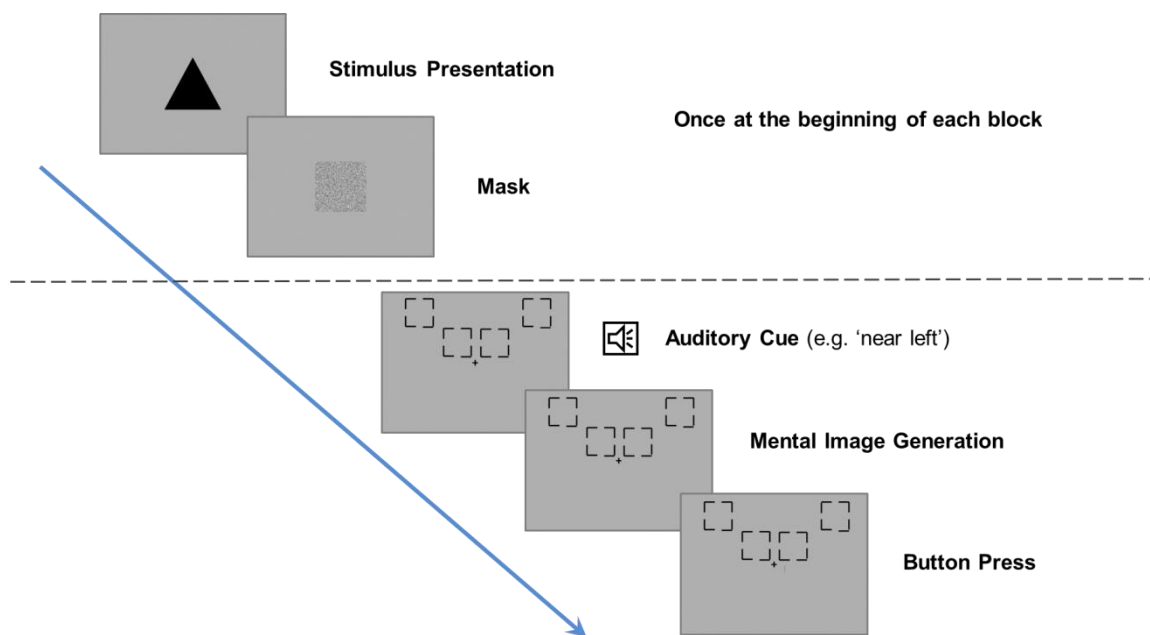 Stimulus Presentation
Once at the beginning of each block
Mask
Auditory Cue (e.g. ‘near left’)
Mental Image Generation
Button Press